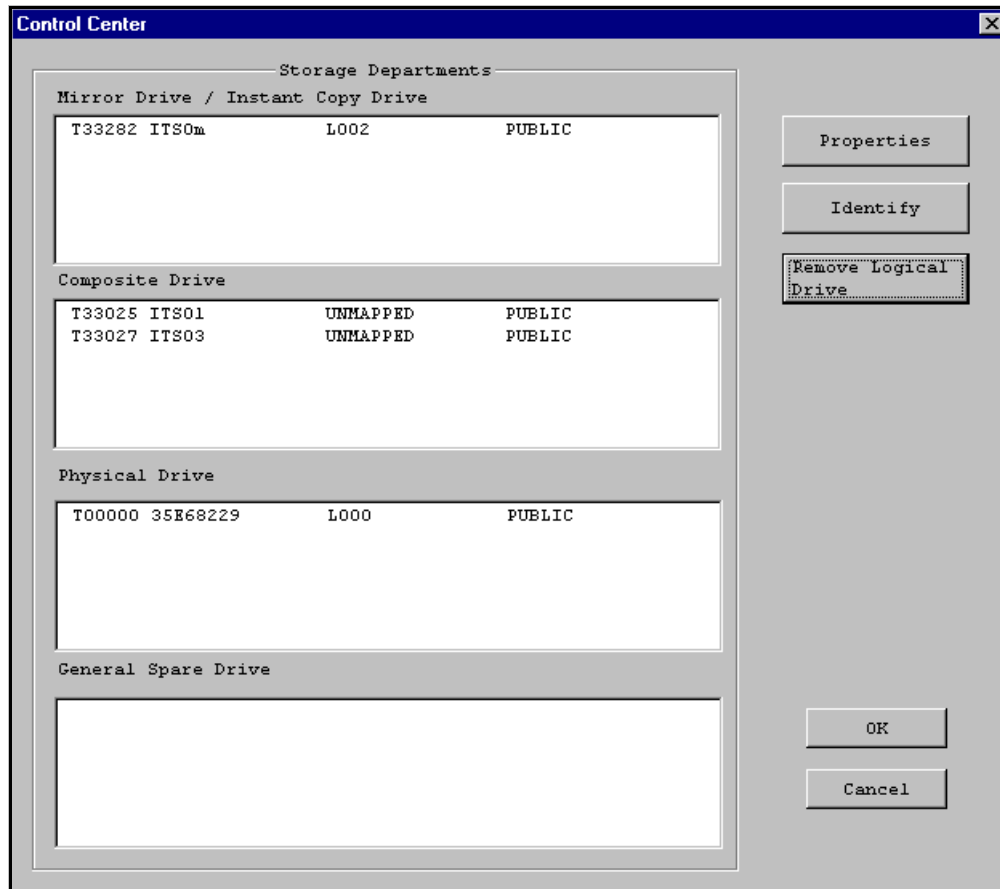 Control Center
Storage Departments
Mirror Drive / Instant Copy Drive
T33282 ITSOm L002 PUBLIC
Properties
Identify
Remove Logical
Drive
Composite Drive
T33025 ITSO1 UNMAPPED PUBLIC
T33027 ITSO3 UNMAPPED PUBLIC
Physical Drive
T00000 35E68229 L000 PUBLIC
General Spare Drive
OK
Cancel